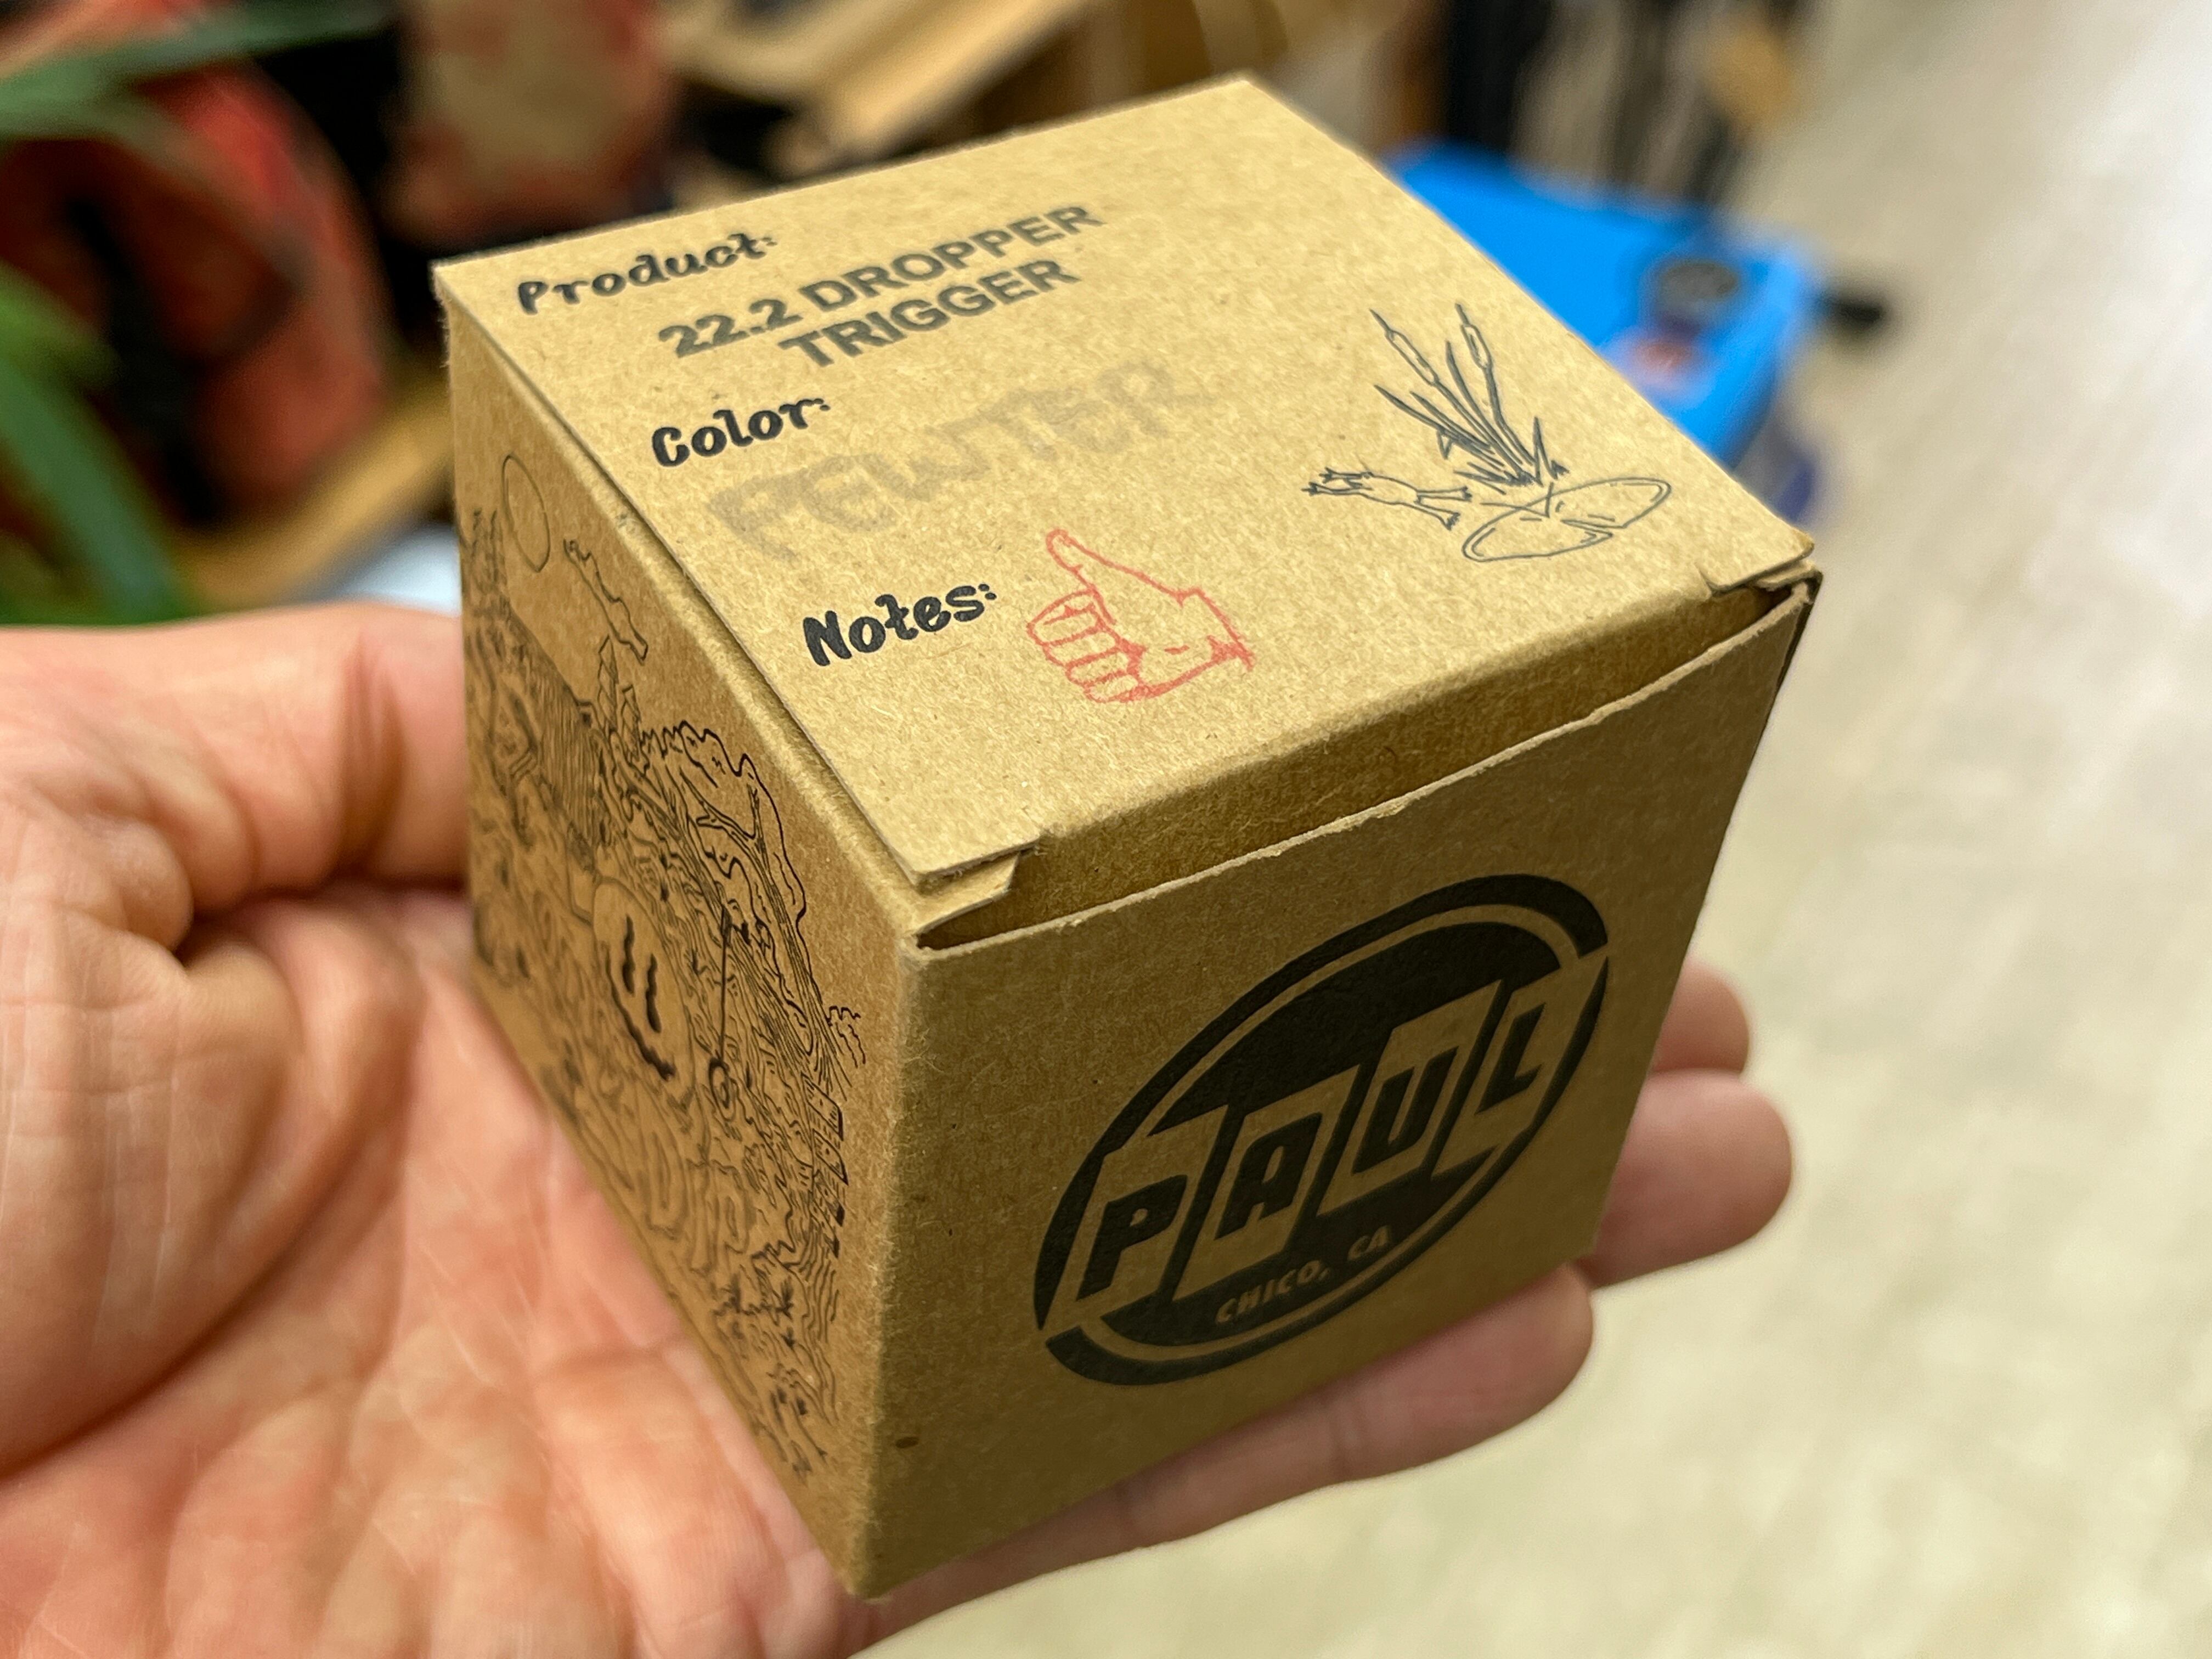 Product:
22.2 DROPPER
TRIGGER
Color:
PEWTER
Notes:
PAUL
CHICO, CA